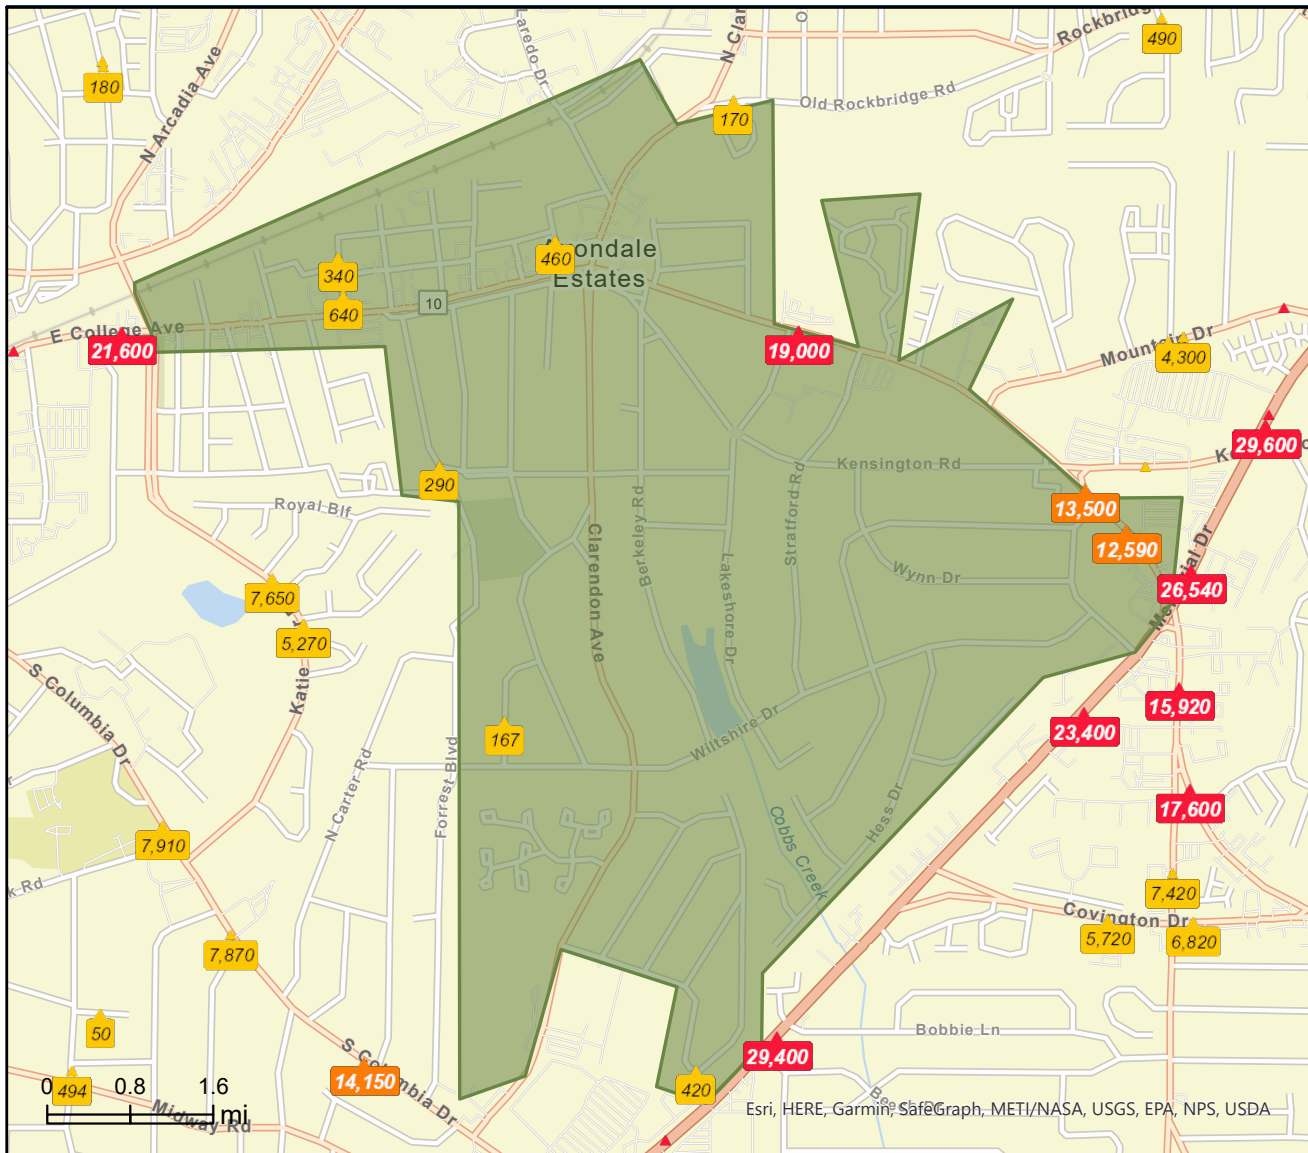 Laredo Dr
N Clar
Rockbridg
490
180
N Arcadia Ave
Old Rockbridge Rd
170
Avondale
Estates
460
340
640
10
E College Ave
21,600
19,000
Mountain Dr
4,300
29,600
290
Kensington Rd
13,500
12,590
Royal Blf
Clarendon Ave
Berkeley Rd
Lakeshore Dr
Stratford Rd
Wynn Dr
Memorial Dr
26,540
7,650
5,270
Katie
S Columbia Dr
15,920
23,400
167
Wiltshire Dr
Forrest Blvd
N Carter Rd
Hess Dr
Cobbs Creek
17,600
7,910
k Rd
7,420
Covington Dr
5,720
6,820
7,870
50
Bobbie Ln
29,400
S Columbia Dr
14,150
420
494
0 0.8 1.6
mi
Midway Rd
Esri, HERE, Garmin, SafeGraph, METI/NASA, USGS, EPA, NPS, USDA